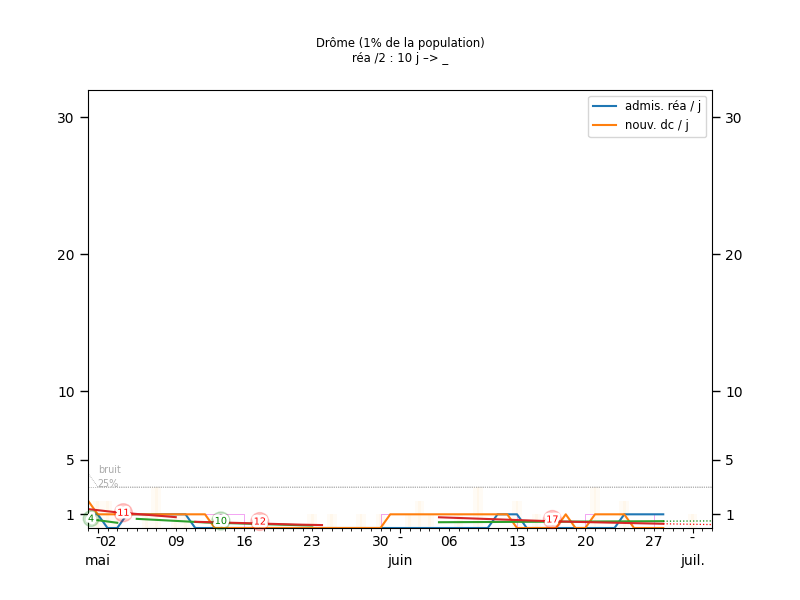 Drôme (1% de la population)
réa /2 : 10 j –> _
admis. réa / j
nouv. dc / j
30 30
20 20
10 10
5 5
1 1
bruit
25%
4 11 10 12 17
02 09 16 23 30 - 06 13 20 27 -
mai juin juil.